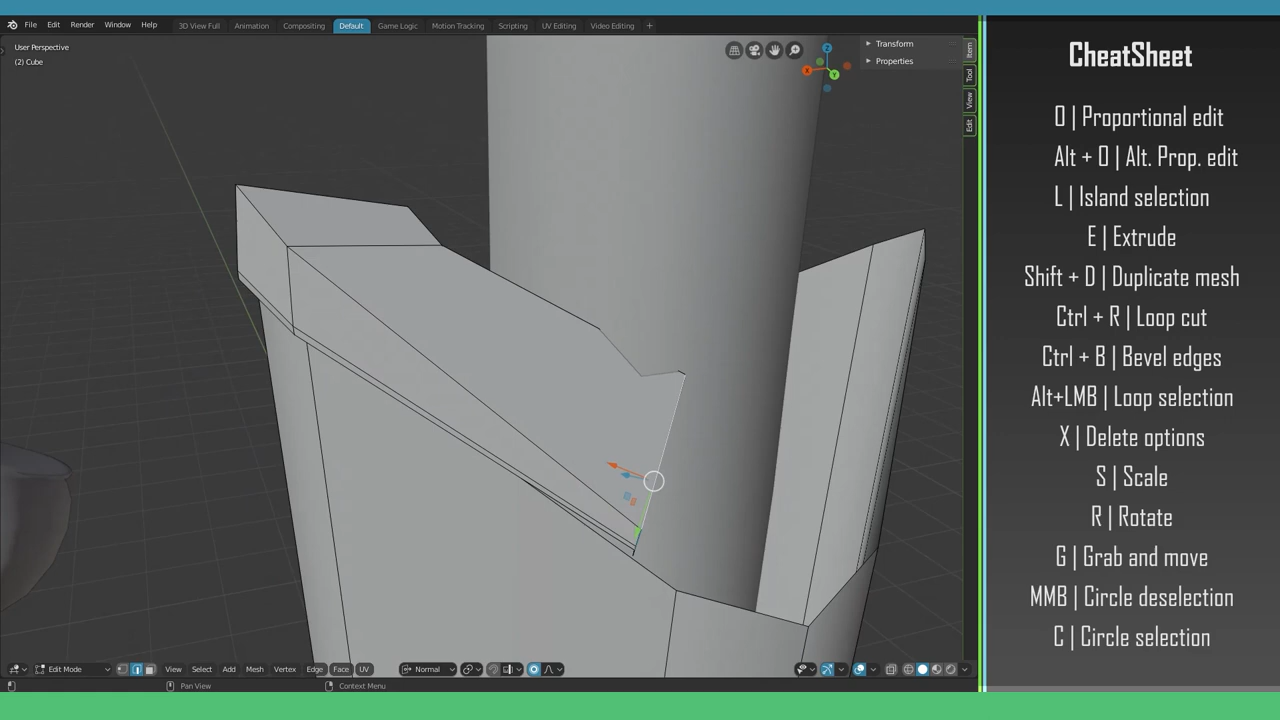 File Edit Render Window Help 3D View Full Animation Compositing Default Game Logic Motion Tracking Scripting UV Editing Video Editing +
User Perspective
(2) Cube
Transform
Properties
Item
Tool
View
Edit
X
Y
Z
CheatSheet
O | Proportional edit
Alt + O | Alt. Prop. edit
L | Island selection
E | Extrude
Shift + D | Duplicate mesh
Ctrl + R | Loop cut
Ctrl + B | Bevel edges
Alt+LMB | Loop selection
X | Delete options
S | Scale
R | Rotate
G | Grab and move
MMB | Circle deselection
C | Circle selection
Edit Mode View Select Add Mesh Vertex Edge Face UV Normal
Pan View Context Menu